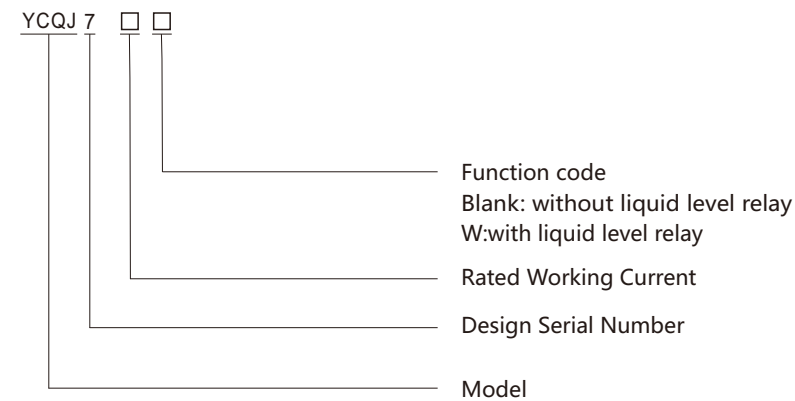 YCQJ 7 □ □
Function code
Blank: without liquid level relay
W:with liquid level relay
Rated Working Current
Design Serial Number
Model